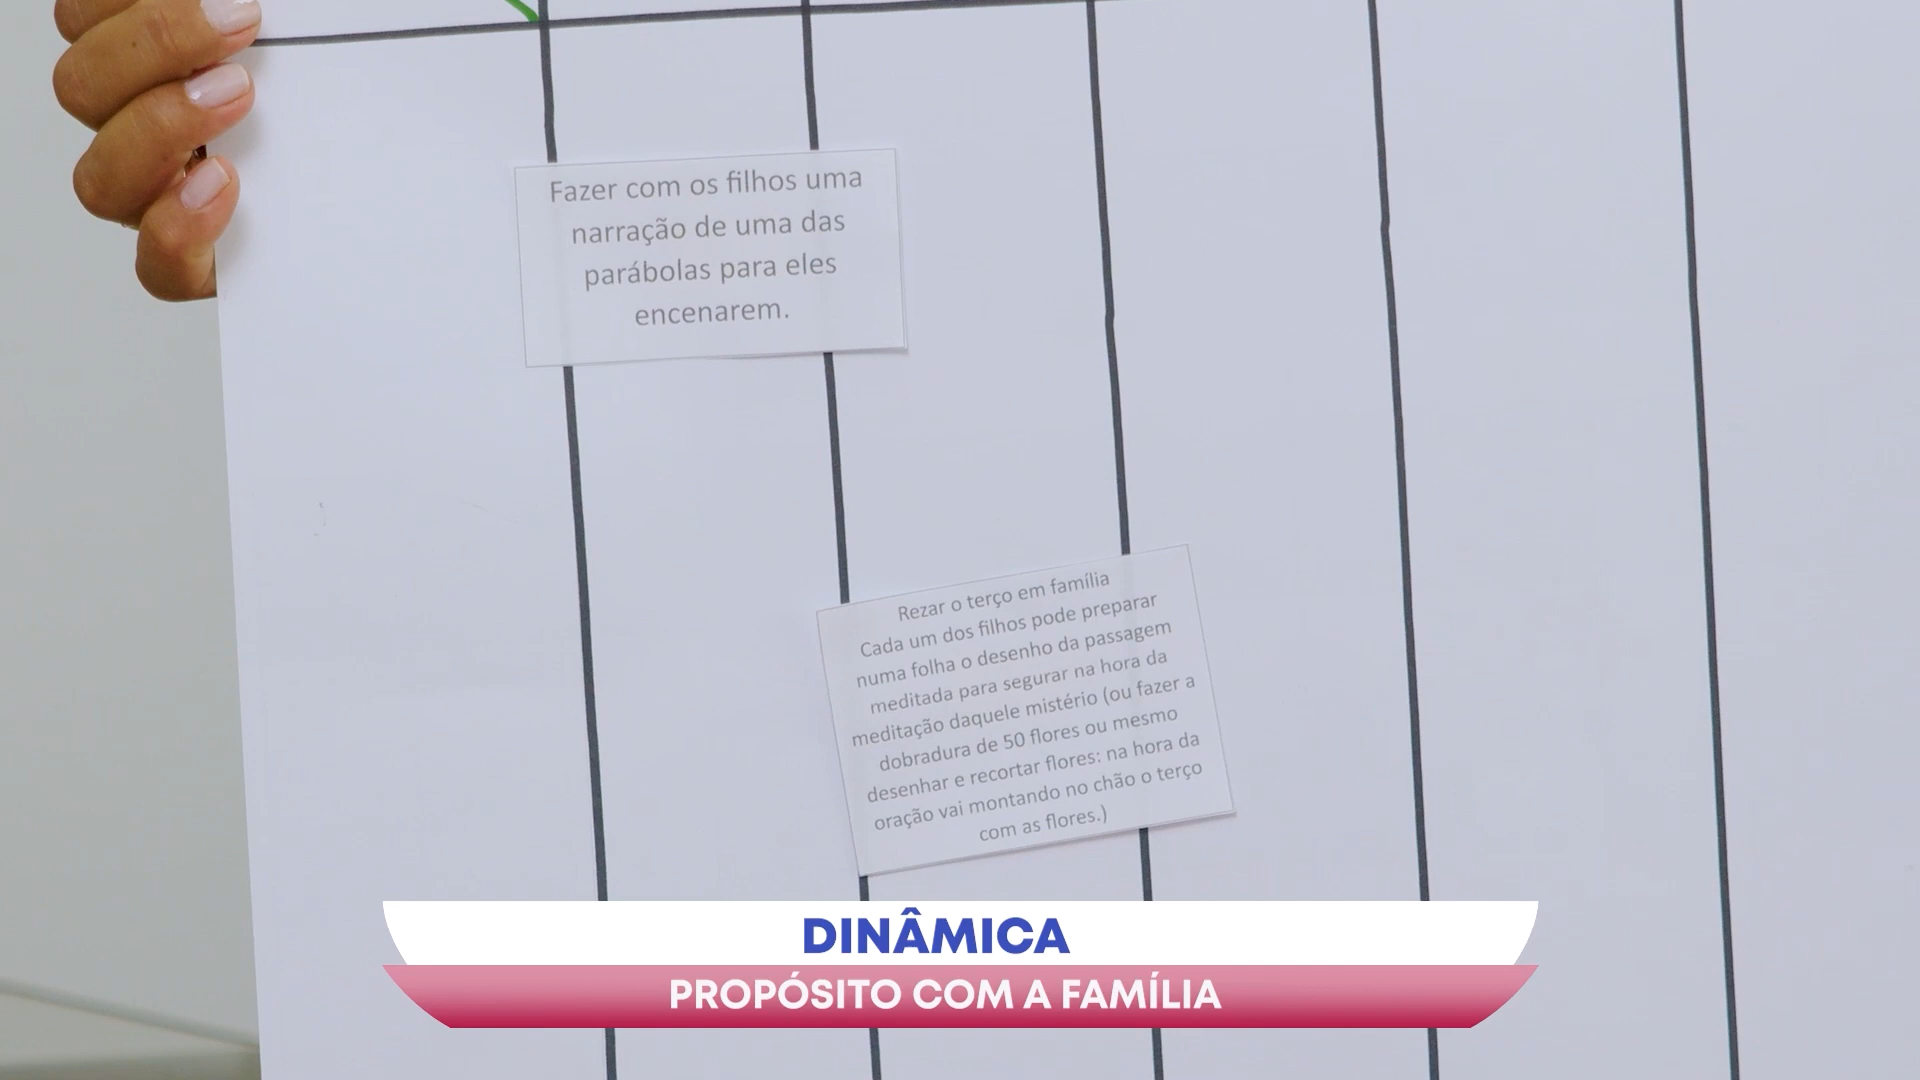 Fazer com os filhos uma
narração de uma das
parábolas para eles
encenarem.
Rezar o terço em família
Cada um dos filhos pode preparar
numa folha o desenho da passagem
meditada para segurar na hora da
meditação daquele mistério (ou fazer a
dobradura de 50 flores ou mesmo
desenhar e recortar flores: na hora da
oração vai montando no chão o terço
com as flores.)
DINÂMICA
PROPÓSITO COM A FAMÍLIA